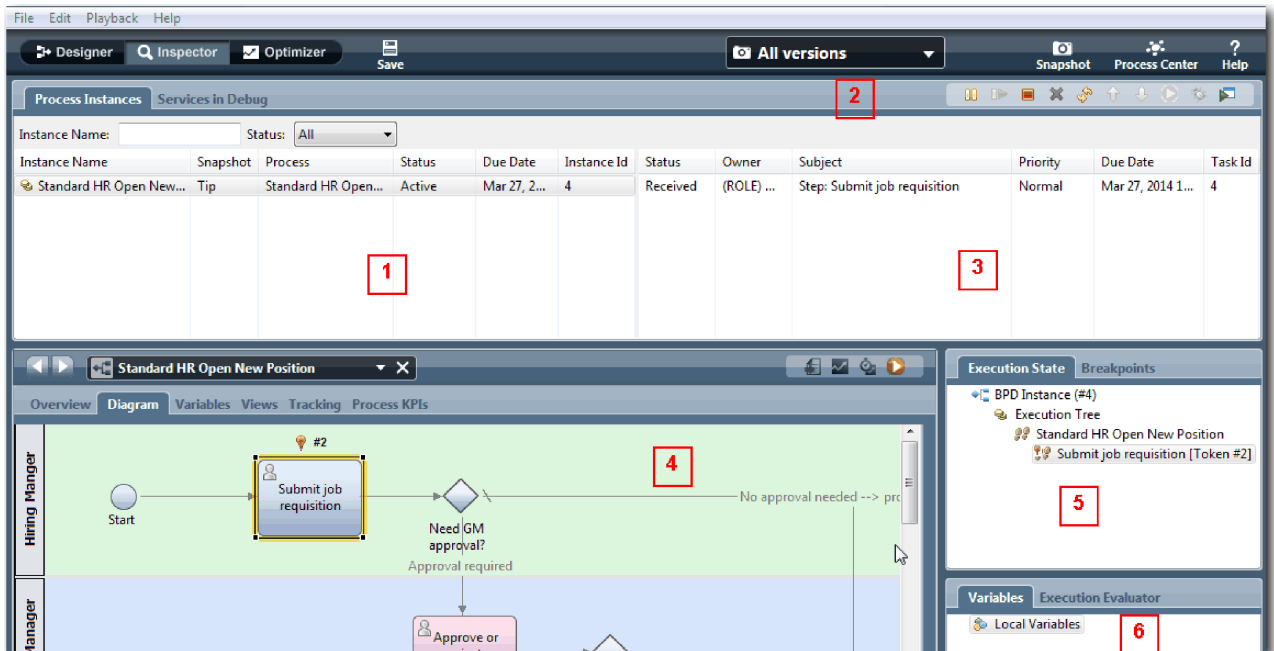 File Edit Playback Help
Designer Inspector Optimizer Save All versions Snapshot Process Center Help
Process Instances Services in Debug 2
Instance Name: Status: All
Instance Name Snapshot Process Status Due Date Instance Id Status Owner Subject Priority Due Date Task Id
Standard HR Open New... Tip Standard HR Open... Active Mar 27, 2... 4 Received (ROLE) ... Step: Submit job requisition Normal Mar 27, 2014 1... 4
1 3
Standard HR Open New Position
Overview Diagram Variables Views Tracking Process KPIs
Hiring Manger
#2
Start
Submit job
requisition
Need GM
approval?
No approval needed --> prc
4
Approval required
Manager
Approve or
Execution State Breakpoints
BPD Instance (#4)
Execution Tree
Standard HR Open New Position
Submit job requisition [Token #2]
5
Variables Execution Evaluator
Local Variables
6